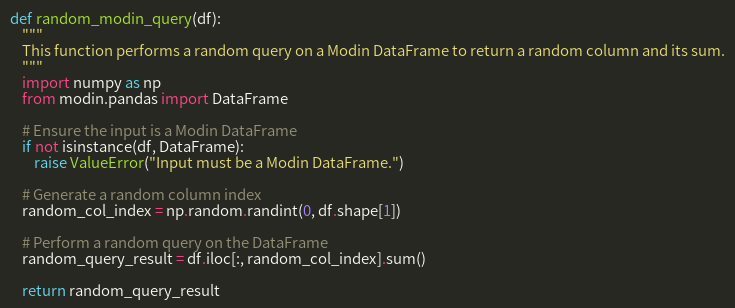 def random_modin_query(df):
    """
    This function performs a random query on a Modin DataFrame to return a random column and its sum.
    """
    import numpy as np
    from modin.pandas import DataFrame

    # Ensure the input is a Modin DataFrame
    if not isinstance(df, DataFrame):
        raise ValueError("Input must be a Modin DataFrame.")

    # Generate a random column index
    random_col_index = np.random.randint(0, df.shape[1])

    # Perform a random query on the DataFrame
    random_query_result = df.iloc[:, random_col_index].sum()

    return random_query_result